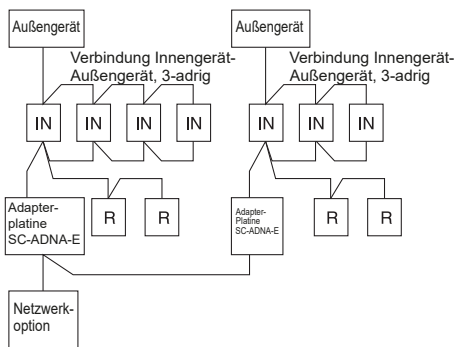 Außengerät
Außengerät
Verbindung Innengerät-
Außengerät, 3-adrig
Verbindung Innengerät-
Außengerät, 3-adrig
IN
IN
IN
IN
IN
IN
IN
Adapter-
platine
SC-ADNA-E
R
R
Adapter-
Platine
SC-ADNA-E
R
R
Netzwerk-
option